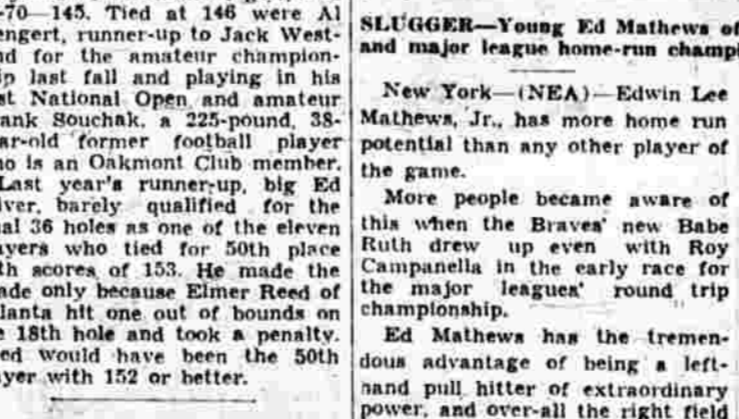 -70—145. Tied at 146 were Al
engert, runner-up to Jack West-
nd for the amateur champion-
ip last fall and playing in his
st National Open and amateur
ank Souchak, a 225-pound, 38-
ar-old former football player
no is an Oakmont Club member.
Last year's runner-up, big Ed
iver, barely qualified for the
al 36 holes as one of the eleven
ayers who tied for 50th place
th scores of 153. He made the
ade only because Elmer Reed of
lanta hit one out of bounds on
e 18th hole and took a penalty.
ed would have been the 50th
ayer with 152 or better.
SLUGGER—Young Ed Mathews of
and major league home-run champi
New York—(NEA)—Edwin Lee
Mathews, Jr., has more home run
potential than any other player of
the game.
More people became aware of
this when the Braves' new Babe
Ruth drew up even with Roy
Campanella in the early race for
the major leagues' round trip
championship.
Ed Mathews has the tremen-
dous advantage of being a left-
hand pull hitter of extraordinary
power, and over-all the right field